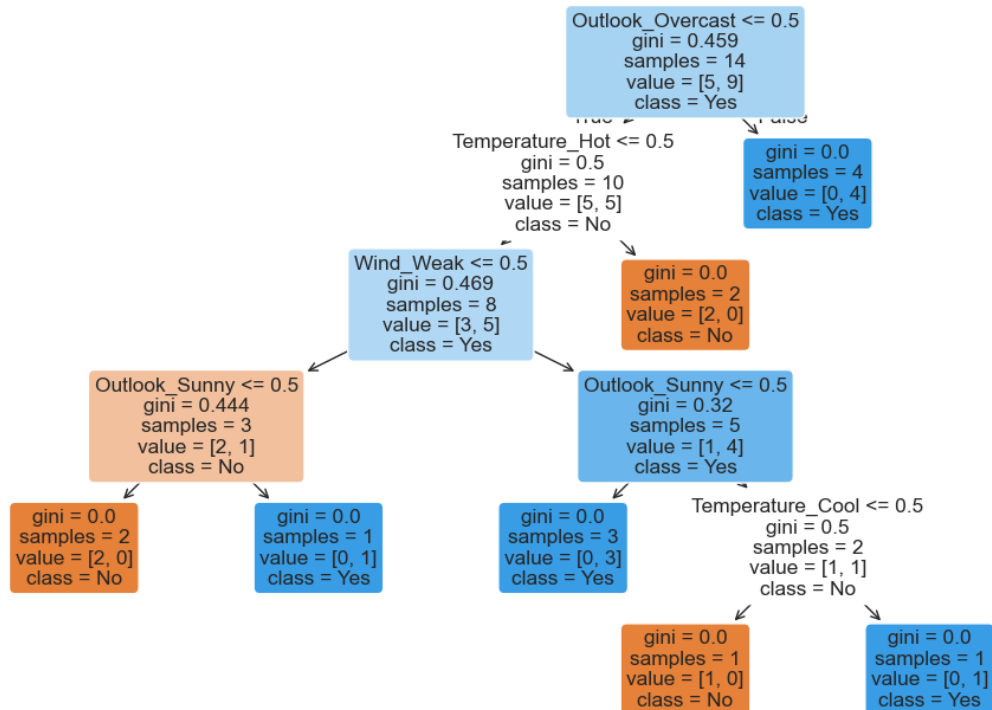 Outlook_Overcast <= 0.5
gini = 0.459
samples = 14
value = [5, 9]
class = Yes
True
False
Temperature_Hot <= 0.5
gini = 0.5
samples = 10
value = [5, 5]
class = No
gini = 0.0
samples = 4
value = [0, 4]
class = Yes
Wind_Weak <= 0.5
gini = 0.469
samples = 8
value = [3, 5]
class = Yes
gini = 0.0
samples = 2
value = [2, 0]
class = No
Outlook_Sunny <= 0.5
gini = 0.444
samples = 3
value = [2, 1]
class = No
Outlook_Sunny <= 0.5
gini = 0.32
samples = 5
value = [1, 4]
class = Yes
gini = 0.0
samples = 2
value = [2, 0]
class = No
gini = 0.0
samples = 1
value = [0, 1]
class = Yes
gini = 0.0
samples = 3
value = [0, 3]
class = Yes
Temperature_Cool <= 0.5
gini = 0.5
samples = 2
value = [1, 1]
class = No
gini = 0.0
samples = 1
value = [1, 0]
class = No
gini = 0.0
samples = 1
value = [0, 1]
class = Yes